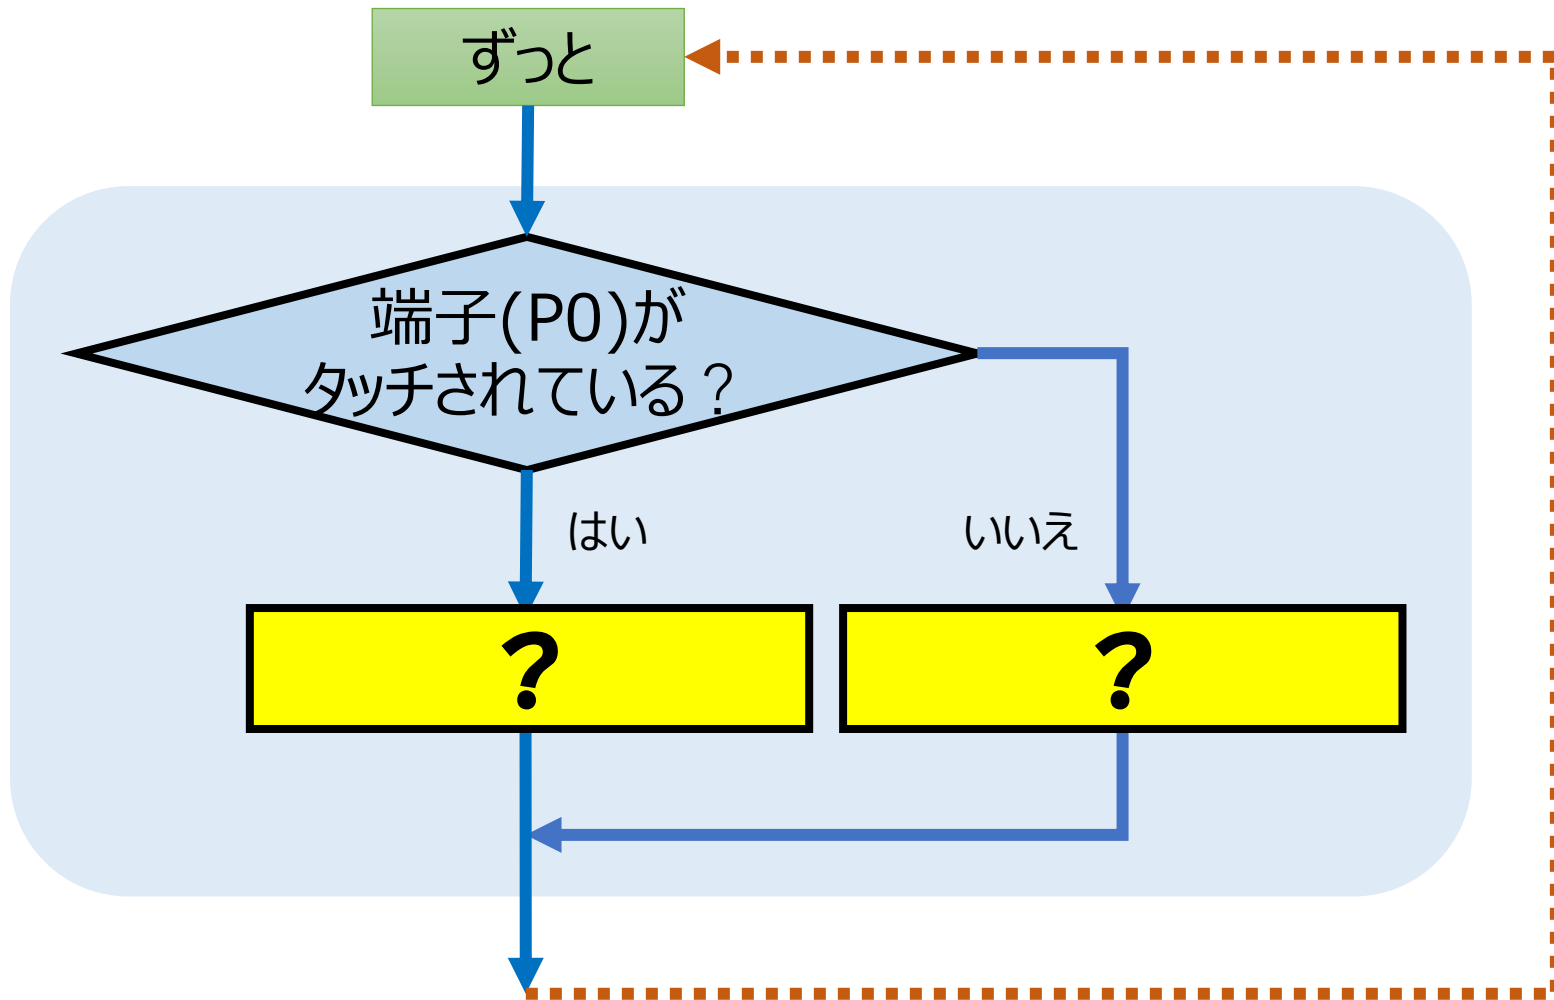 ずっと
端子(P0)が
タッチされている？
はい
いいえ
？
？